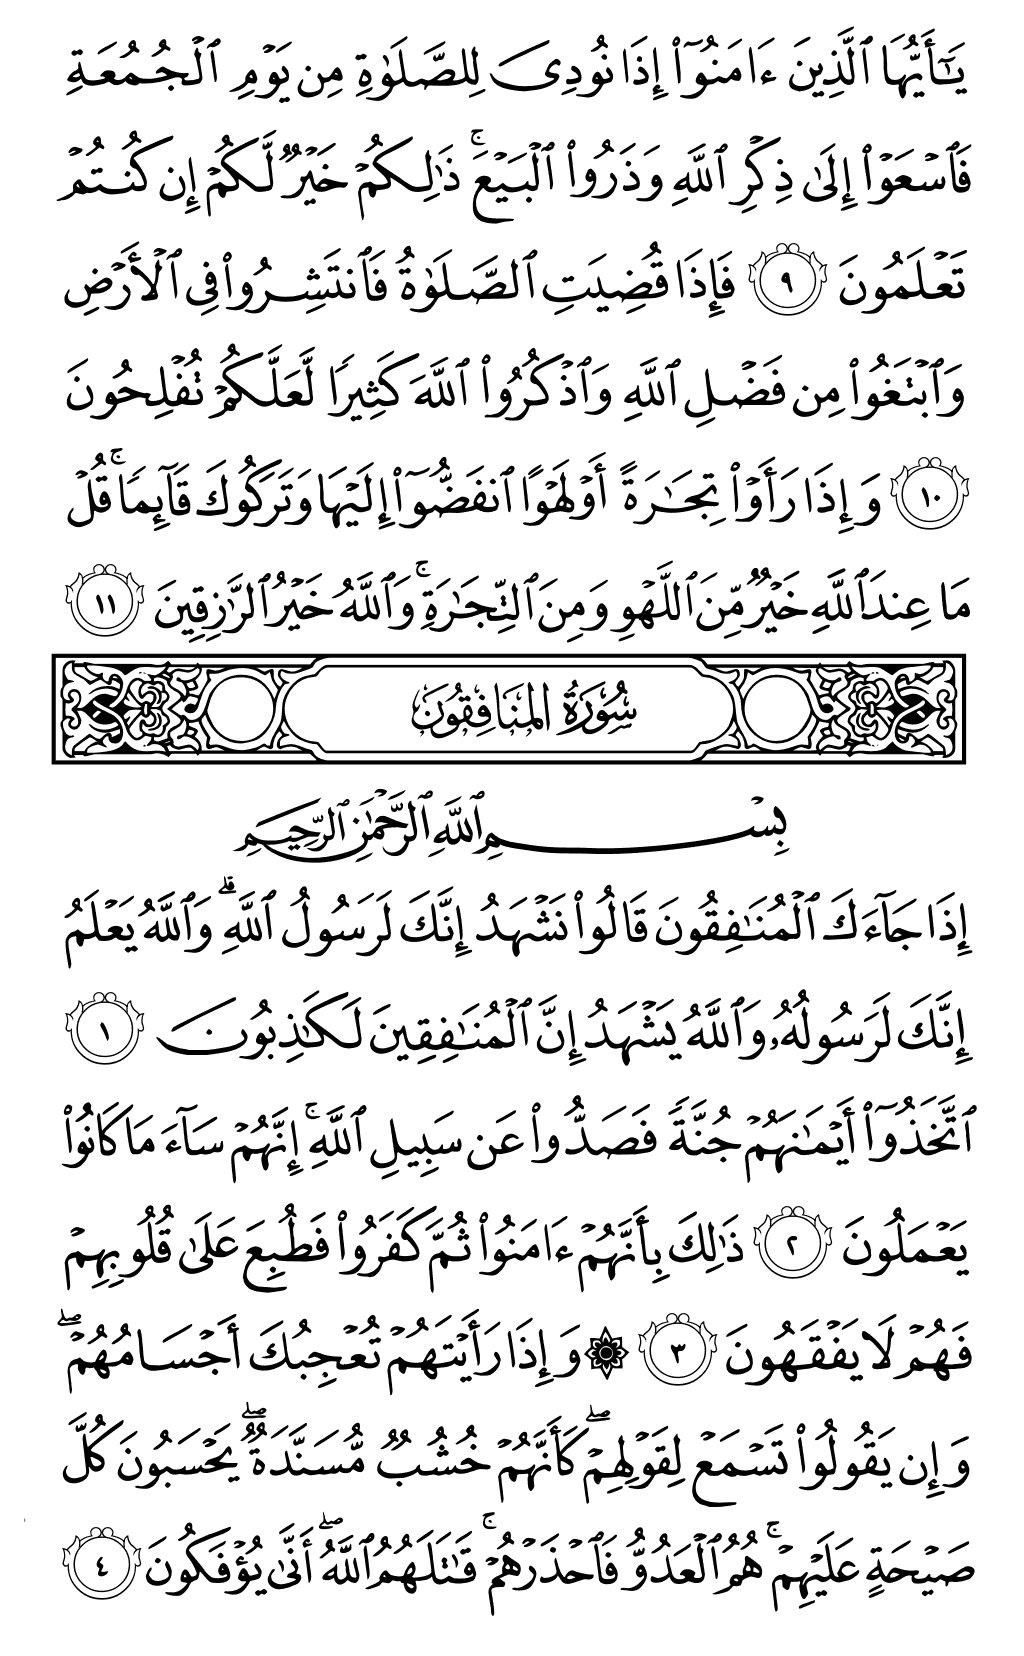 يَـٰٓأَيُّهَا ٱلَّذِينَ ءَامَنُوٓا۟ إِذَا نُودِىَ لِلصَّلَوٰةِ مِن يَوْمِ ٱلْجُمُعَةِ
فَٱسْعَوْا۟ إِلَىٰ ذِكْرِ ٱللَّهِ وَذَرُوا۟ ٱلْبَيْعَ ۚ ذَٰلِكُمْ خَيْرٌ لَّكُمْ إِن كُنتُمْ
تَعْلَمُونَ ٩ فَإِذَا قُضِيَتِ ٱلصَّلَوٰةُ فَٱنتَشِرُوا۟ فِى ٱلْأَرْضِ
وَٱبْتَغُوا۟ مِن فَضْلِ ٱللَّهِ وَٱذْكُرُوا۟ ٱللَّهَ كَثِيرًا لَّعَلَّكُمْ تُفْلِحُونَ
١٠ وَإِذَا رَأَوْا۟ تِجَـٰرَةً أَوْ لَهْوًا ٱنفَضُّوٓا۟ إِلَيْهَا وَتَرَكُوكَ قَآئِمًا ۚ قُلْ
مَا عِندَ ٱللَّهِ خَيْرٌ مِّنَ ٱللَّهْوِ وَمِنَ ٱلتِّجَـٰرَةِ ۚ وَٱللَّهُ خَيْرُ ٱلرَّٰزِقِينَ ١١
سُورَةُ المُنَافِقُونَ
بِسْمِ ٱللَّهِ ٱلرَّحْمَـٰنِ ٱلرَّحِيمِ
إِذَا جَآءَكَ ٱلْمُنَـٰفِقُونَ قَالُوا۟ نَشْهَدُ إِنَّكَ لَرَسُولُ ٱللَّهِ ۗ وَٱللَّهُ يَعْلَمُ
إِنَّكَ لَرَسُولُهُۥ وَٱللَّهُ يَشْهَدُ إِنَّ ٱلْمُنَـٰفِقِينَ لَكَـٰذِبُونَ ١
ٱتَّخَذُوٓا۟ أَيْمَـٰنَهُمْ جُنَّةً فَصَدُّوا۟ عَن سَبِيلِ ٱللَّهِ ۚ إِنَّهُمْ سَآءَ مَا كَانُوا۟
يَعْمَلُونَ ٢ ذَٰلِكَ بِأَنَّهُمْ ءَامَنُوا۟ ثُمَّ كَفَرُوا۟ فَطُبِعَ عَلَىٰ قُلُوبِهِمْ
فَهُمْ لَا يَفْقَهُونَ ٣ ۞ وَإِذَا رَأَيْتَهُمْ تُعْجِبُكَ أَجْسَامُهُمْ ۖ
وَإِن يَقُولُوا۟ تَسْمَعْ لِقَوْلِهِمْ ۖ كَأَنَّهُمْ خُشُبٌ مُّسَنَّدَةٌ ۖ يَحْسَبُونَ كُلَّ
صَيْحَةٍ عَلَيْهِمْ ۚ هُمُ ٱلْعَدُوُّ فَٱحْذَرْهُمْ ۚ قَـٰتَلَهُمُ ٱللَّهُ ۖ أَنَّىٰ يُؤْفَكُونَ ٤